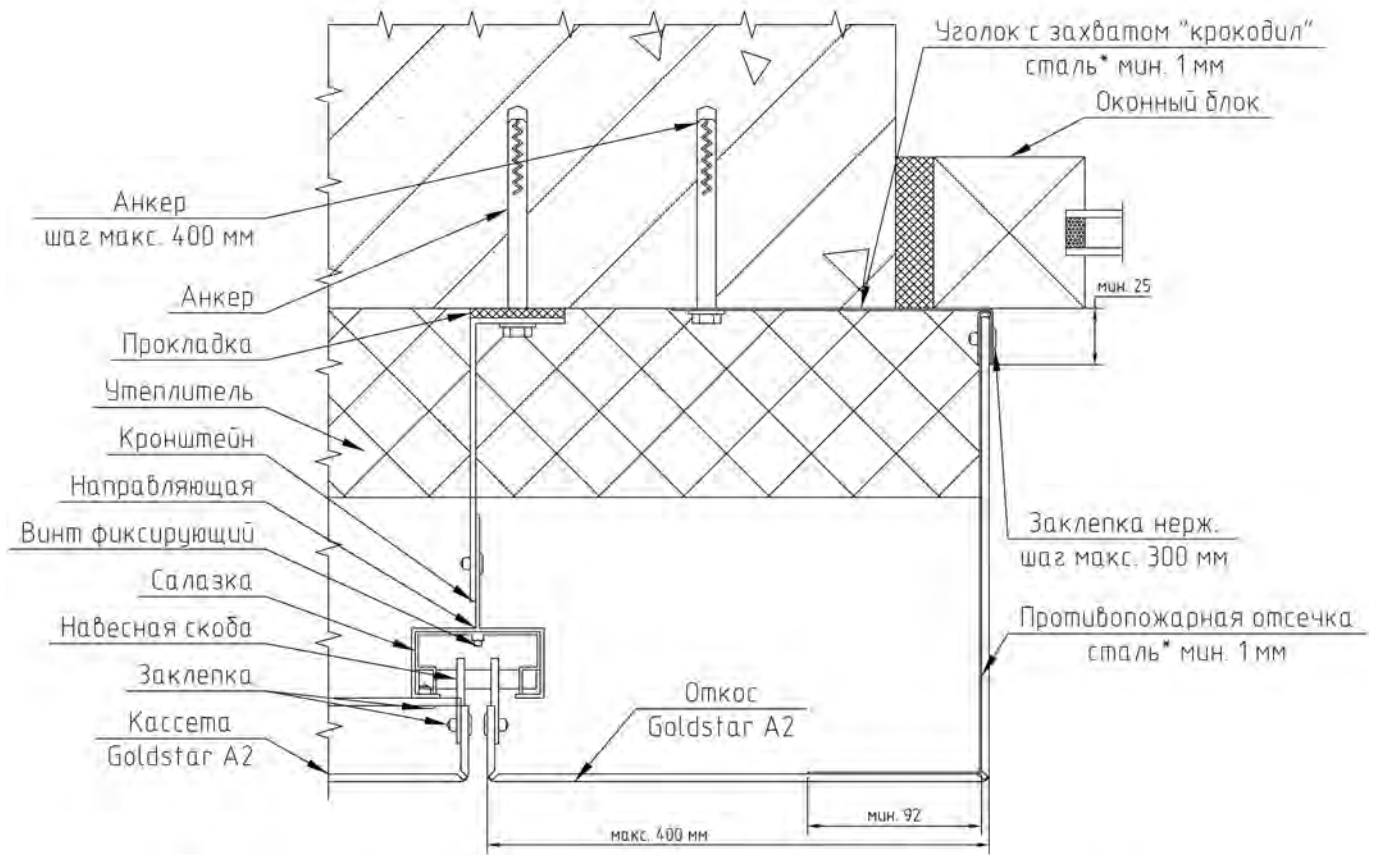 Уголок с захватом "крокодил"
сталь* мин. 1 мм
Оконный блок
Анкер
шаг макс. 400 мм
Анкер
Прокладка
Утеплитель
Кронштейн
Направляющая
Винт фиксирующий
Салазка
Навесная скоба
Заклепка
Кассета
Goldstar A2
мин. 25
Заклепка нерж.
шаг макс. 300 мм
Противопожарная отсечка
сталь* мин. 1 мм
Откос
Goldstar A2
мин. 92
макс. 400 мм